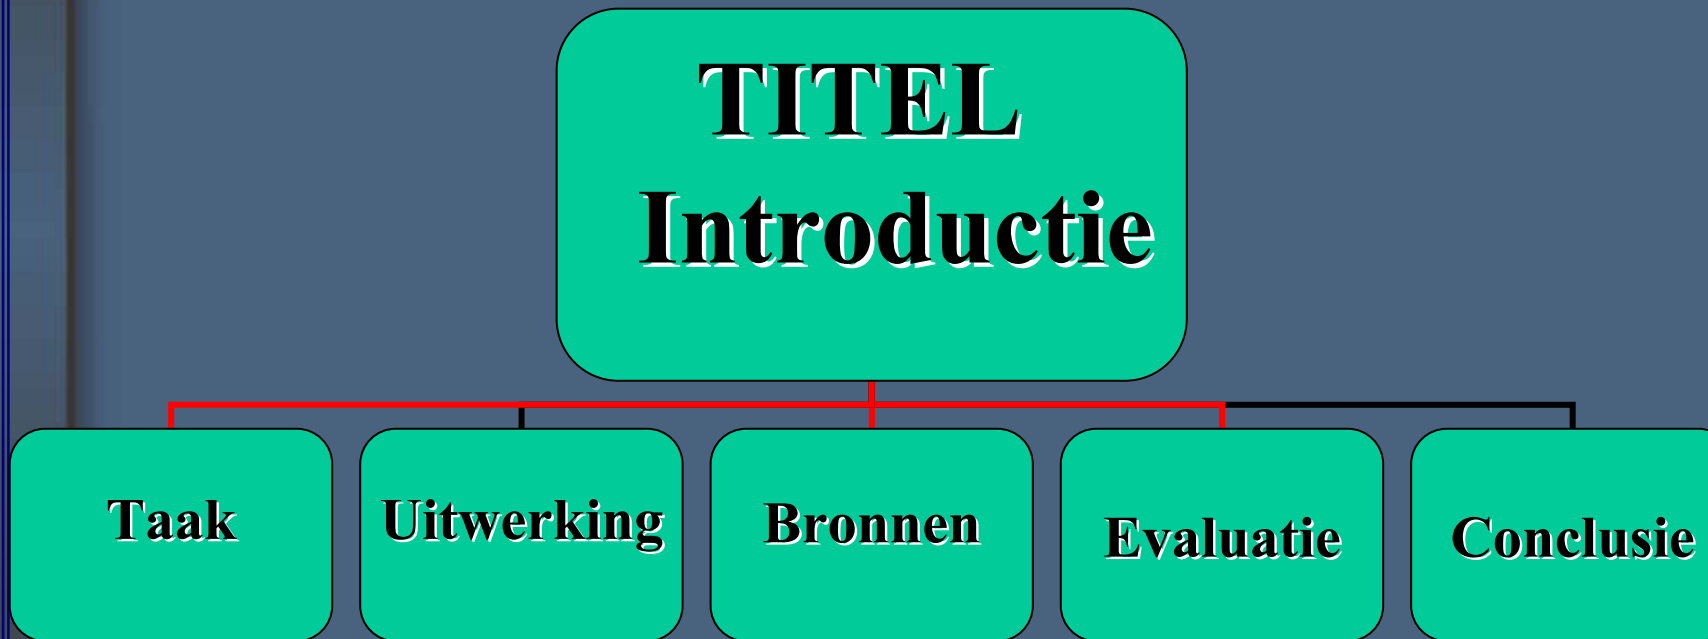 TITEL
Introductie
Taak
Uitwerking
Bronnen
Evaluatie
Conclusie